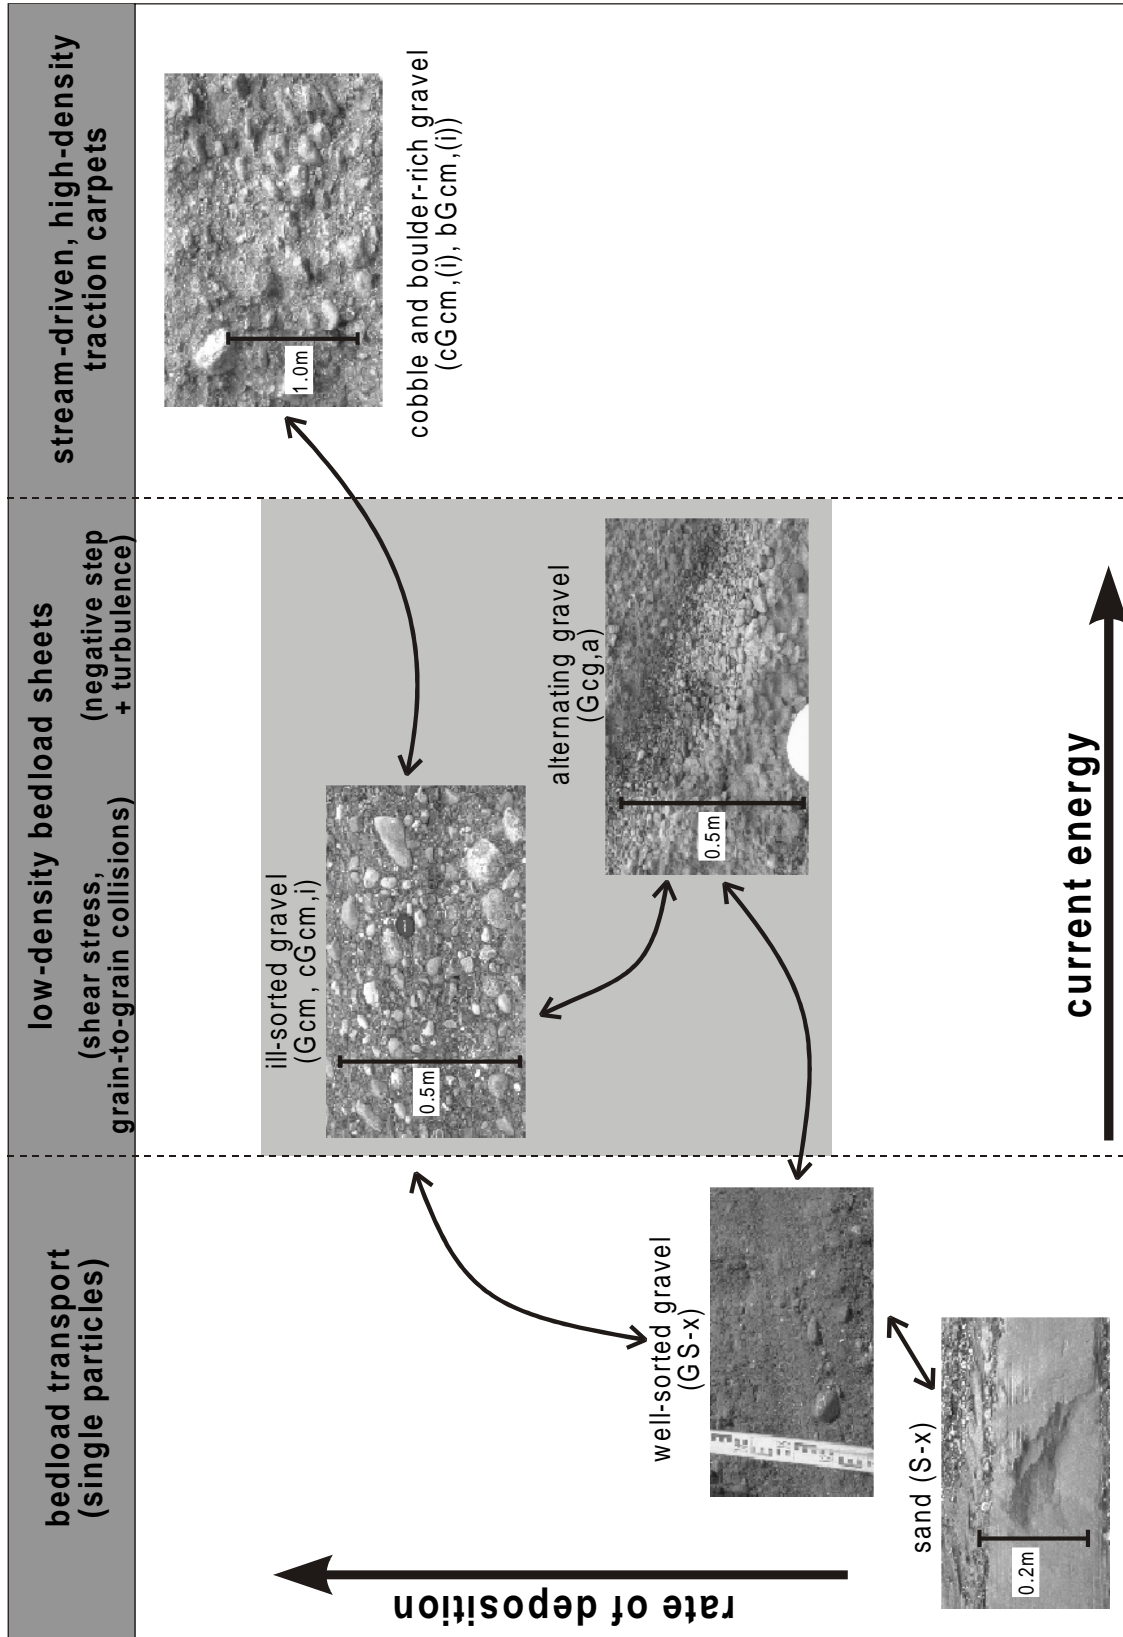 bedload transport
(single particles)
low-density bedload sheets
(shear stress,
grain-to-grain collisions)
(negative step
+ turbulence)
stream-driven, high-density
traction carpets
1.0m
cobble and boulder-rich gravel
(cGcm,(i), bGcm,(i))
ill-sorted gravel
(Gcm, cGcm,i)
0.5m
alternating gravel
(Gcg,a)
0.5m
well-sorted gravel
(GS-x)
sand (S-x)
0.2m
rate of deposition
current energy